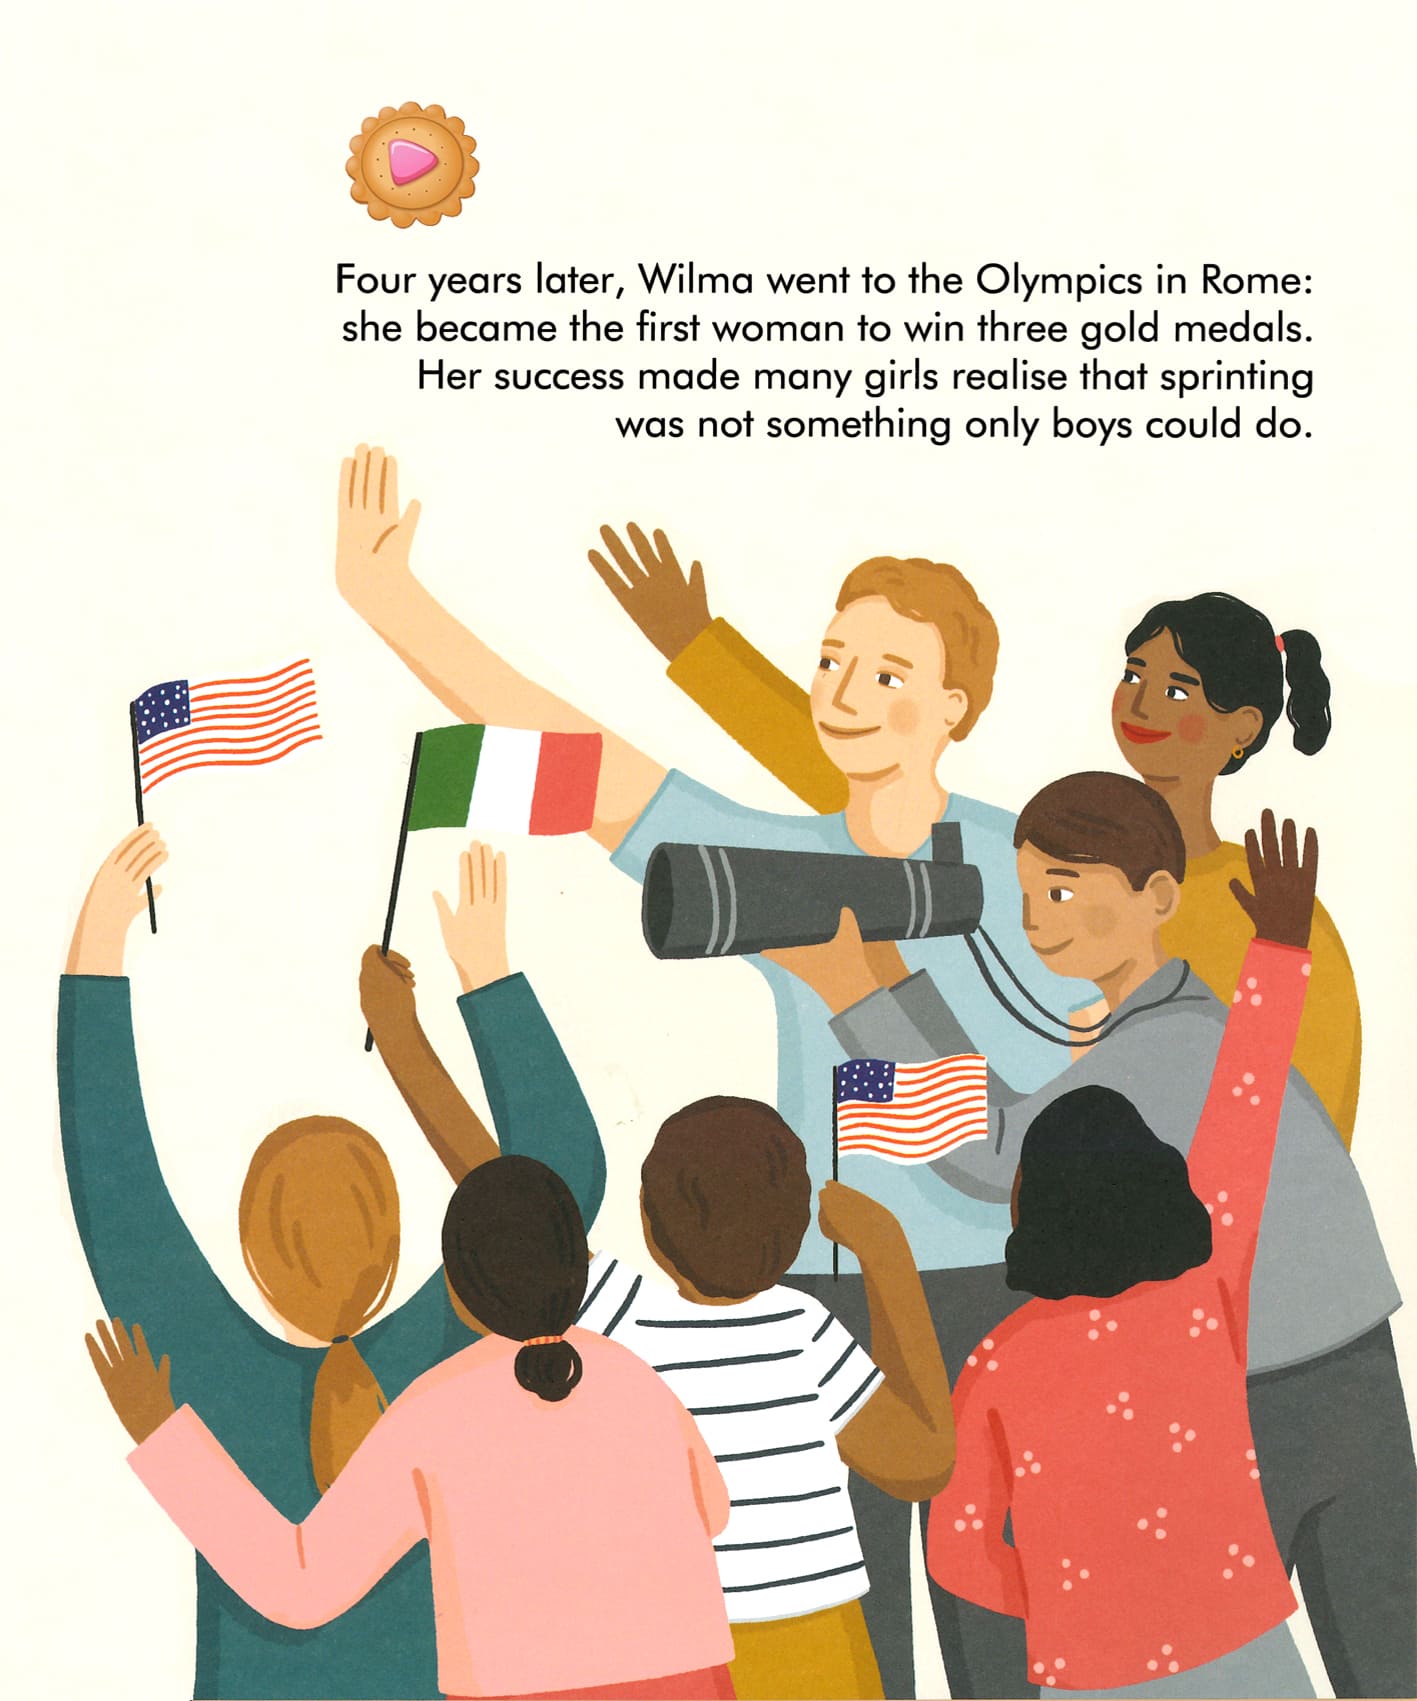 Four years later, Wilma went to the Olympics in Rome:
she became the first woman to win three gold medals.
Her success made many girls realise that sprinting
was not something only boys could do.